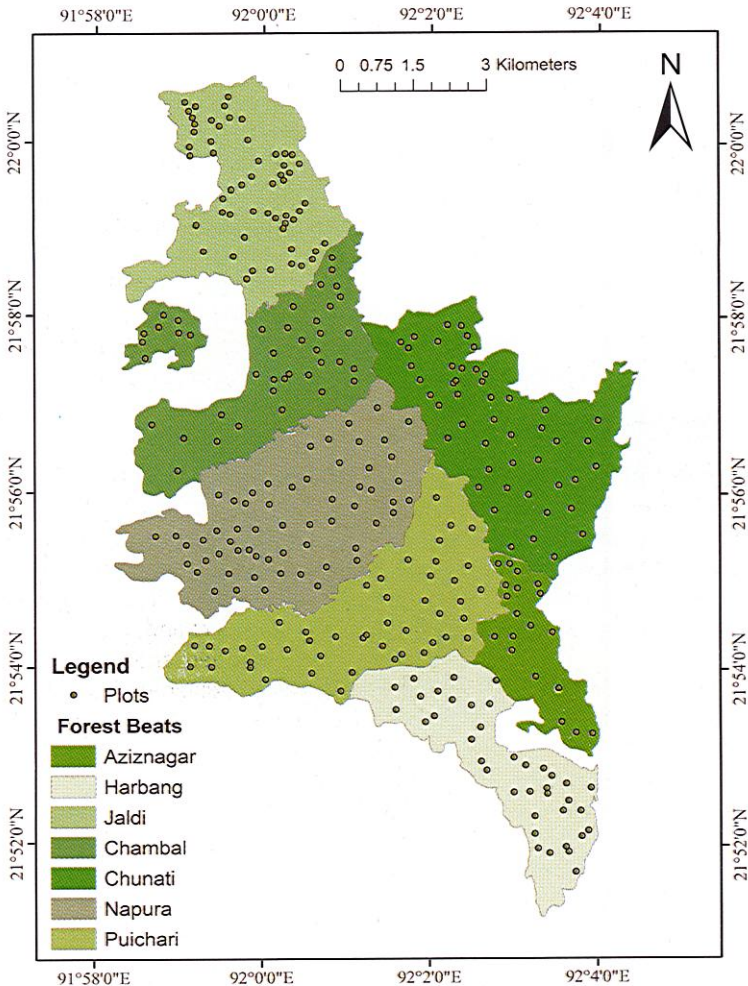 91°58'0"E 92°0'0"E 92°2'0"E 92°4'0"E
0 0.75 1.5 3 Kilometers
N
22°0'0"N 22°0'0"N
21°58'0"N 21°58'0"N
21°56'0"N 21°56'0"N
21°54'0"N 21°54'0"N
Legend
Plots
Forest Beats
Aziznagar
Harbang
Jaldi
Chambal
Chunati
Napura
Puichari
21°52'0"N 21°52'0"N
91°58'0"E 92°0'0"E 92°2'0"E 92°4'0"E